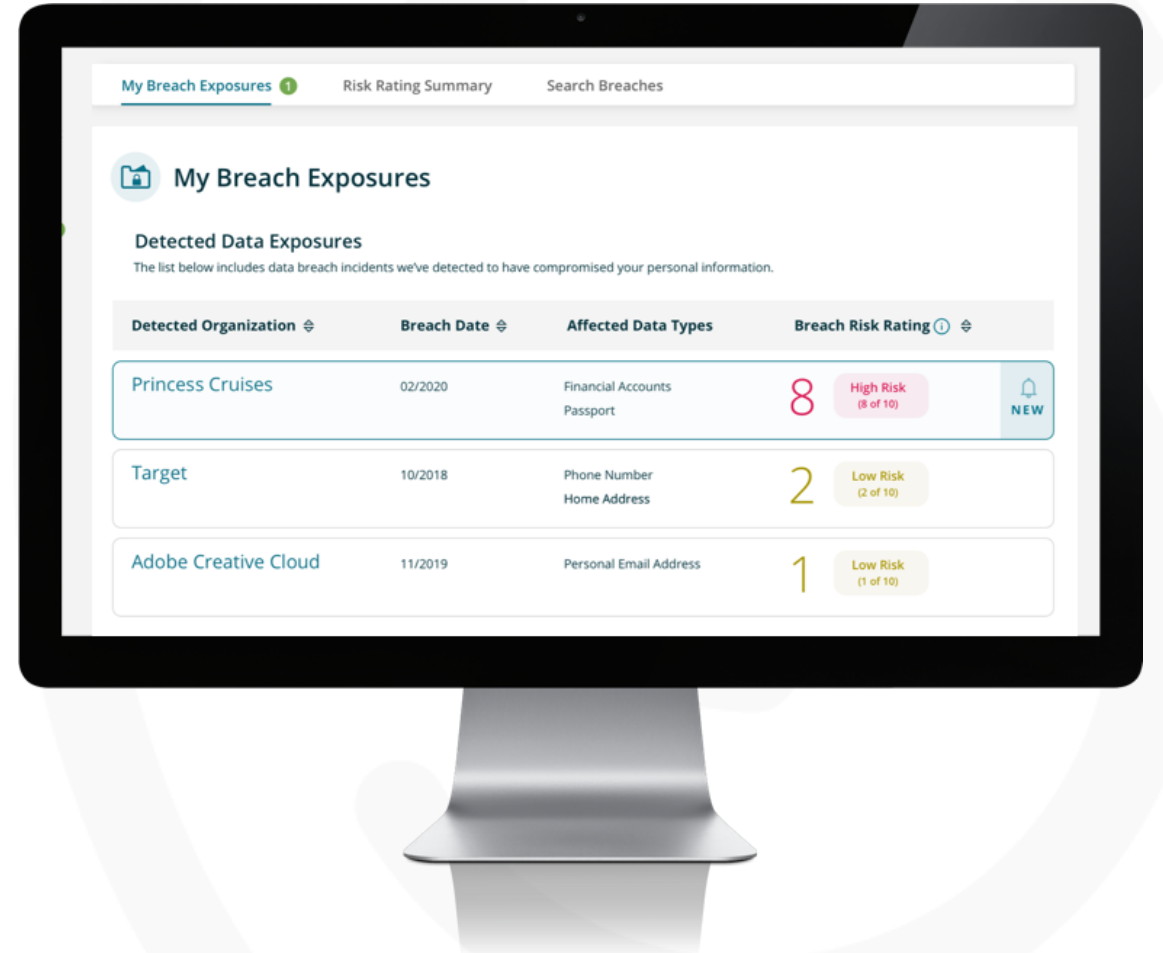 My Breach Exposures 1 Risk Rating Summary Search Breaches
My Breach Exposures
Detected Data Exposures
The list below includes data breach incidents we've detected to have compromised your personal information.
Detected Organization Breach Date Affected Data Types Breach Risk Rating
Princess Cruises 02/2020 Financial Accounts 8 High Risk
Passport (8 of 10) NEW
Target 10/2018 Phone Number 2 Low Risk
Home Address (2 of 10)
Adobe Creative Cloud 11/2019 Personal Email Address 1 Low Risk
(1 of 10)